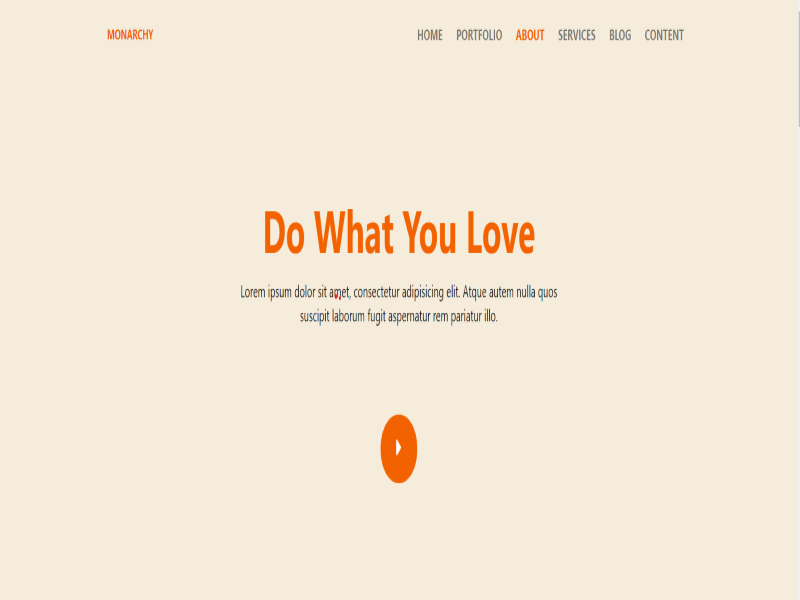 MONARCHY
HOME PORTFOLIO ABOUT SERVICES BLOG CONTENT
Do What You Love
Lorem ipsum dolor sit amet, consectetur adipisicing elit. Atque autem nulla quos
suscipit laborum fugit aspernatur rem pariatur illo.